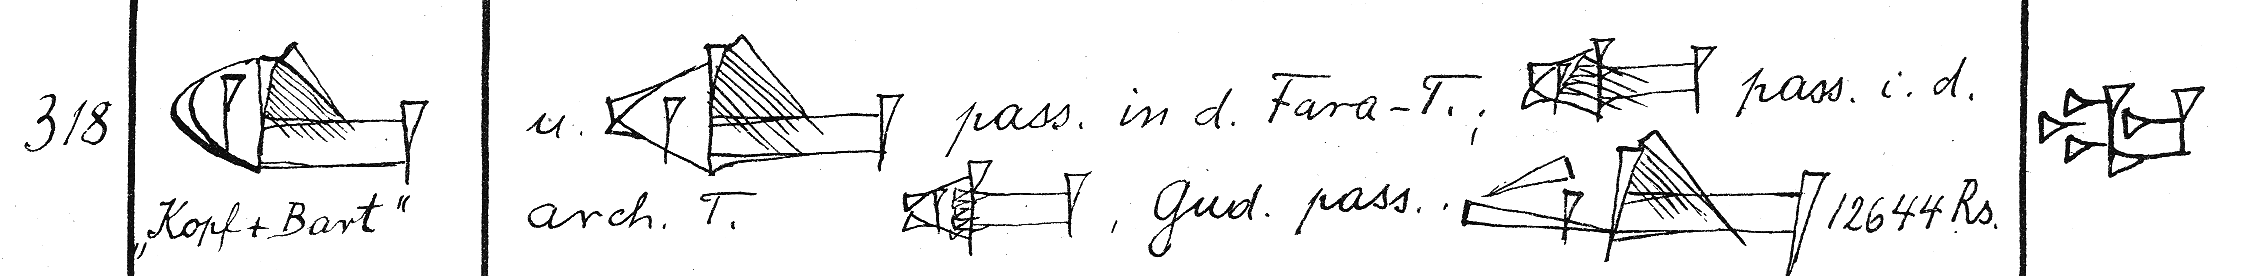 318 u. pass. in d. Fara-T.; pass. i. d.
„Kopf + Bart“ arch. T. , Gud. pass.. 12644 Rs.